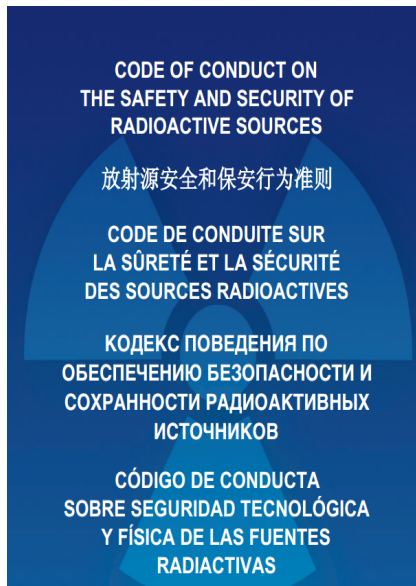 CODE OF CONDUCT ON
THE SAFETY AND SECURITY OF
RADIOACTIVE SOURCES
放射源安全和保安行为准则
CODE DE CONDUITE SUR
LA SÛRETÉ ET LA SÉCURITÉ
DES SOURCES RADIOACTIVES
КОДЕКС ПОВЕДЕНИЯ ПО
ОБЕСПЕЧЕНИЮ БЕЗОПАСНОСТИ И
СОХРАННОСТИ РАДИОАКТИВНЫХ
ИСТОЧНИКОВ
CÓDIGO DE CONDUCTA
SOBRE SEGURIDAD TECNOLÓGICA
Y FÍSICA DE LAS FUENTES
RADIACTIVAS